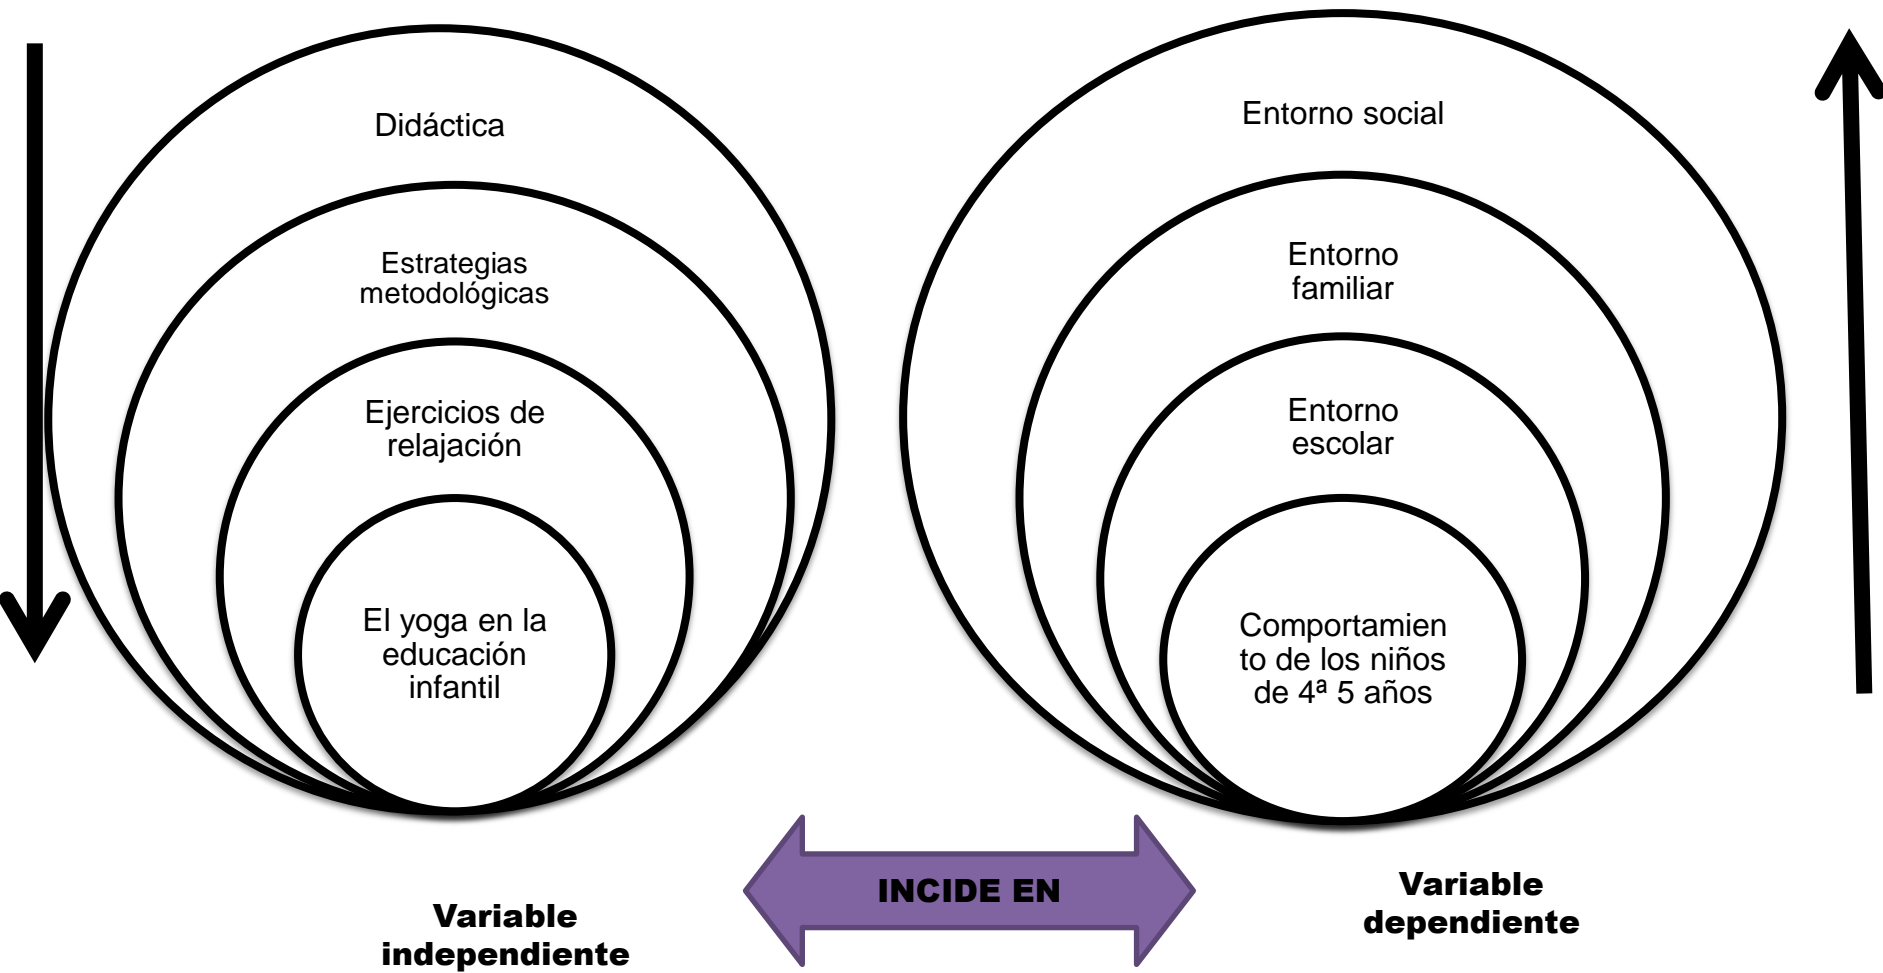 Didáctica
Estrategias
metodológicas
Ejercicios de
relajación
El yoga en la
educación
infantil
Entorno social
Entorno
familiar
Entorno
escolar
Comportamien
to de los niños
de 4ª 5 años
INCIDE EN
Variable
independiente
Variable
dependiente